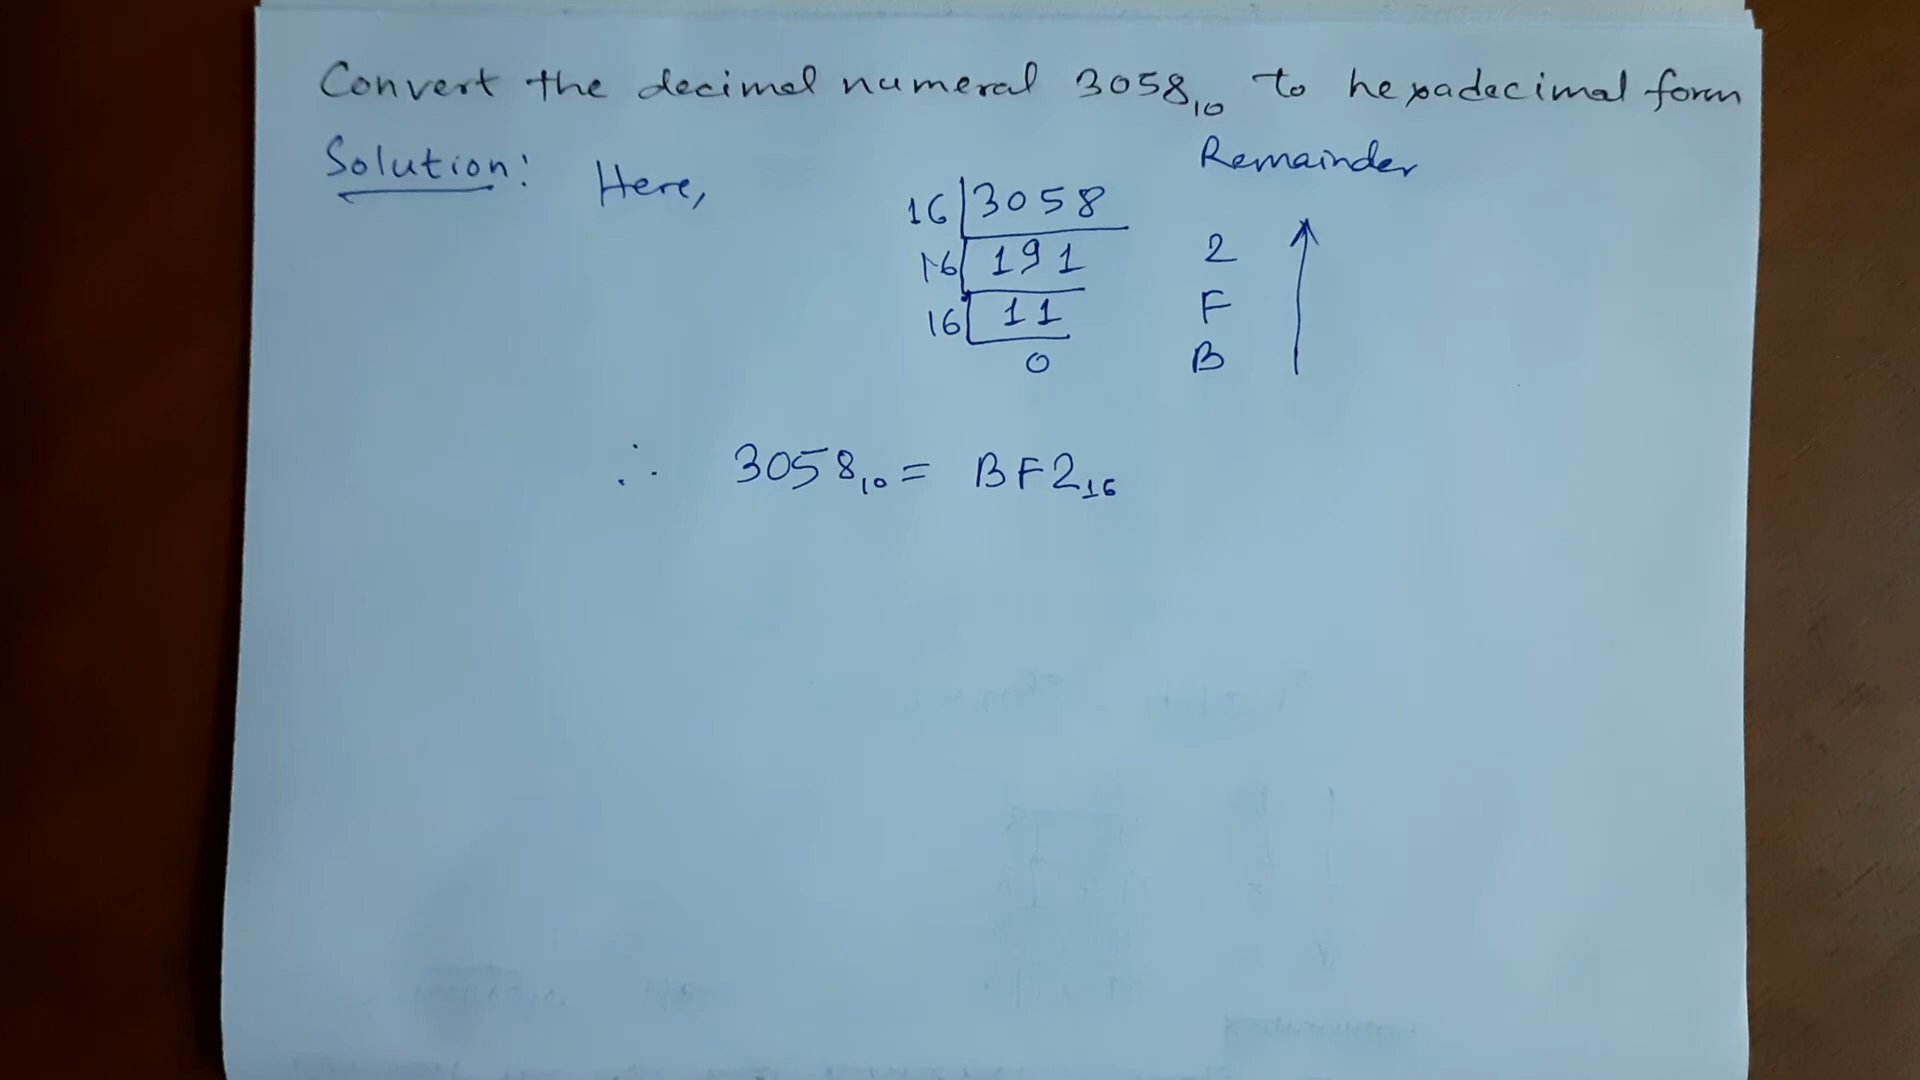 Convert the decimal numeral 3058₁₀ to hexadecimal form
Solution: Here,
Remainder
16 3058
16 191 2
16 11 F
0 B
∴ 3058₁₀ = BF2₁₆